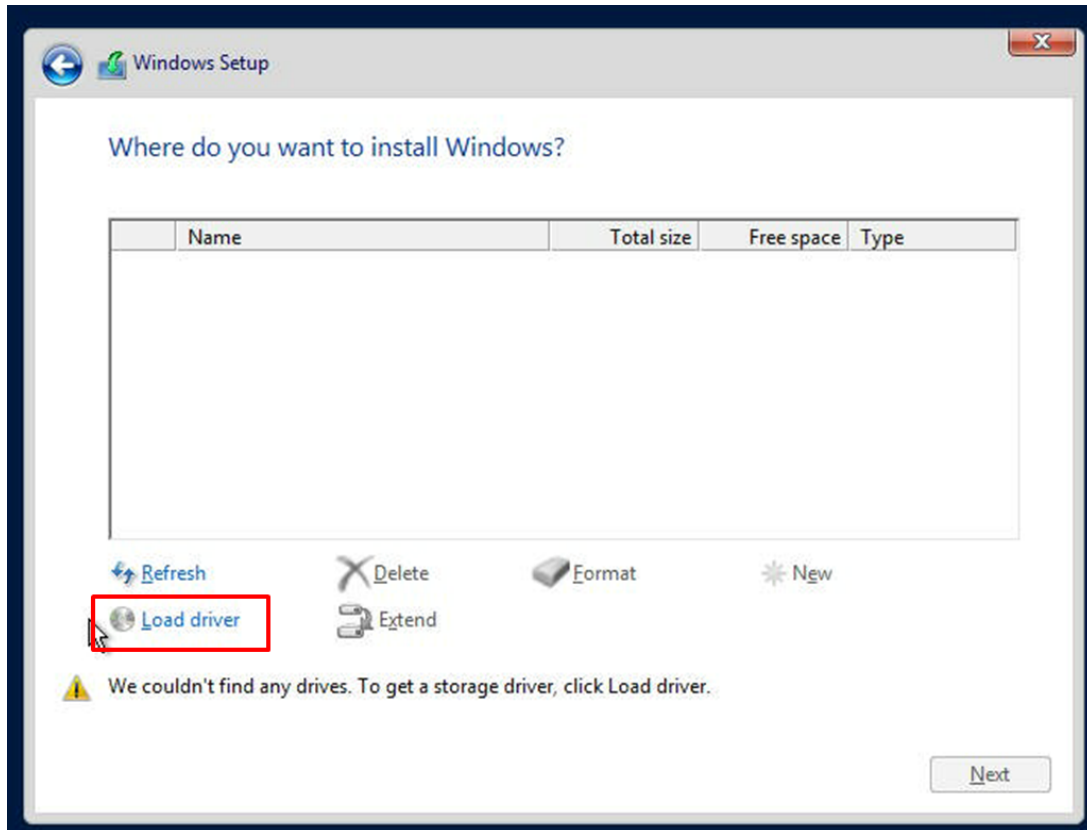 Windows Setup
Where do you want to install Windows?
Name Total size Free space Type
Refresh Delete Format New
Load driver Extend
We couldn't find any drives. To get a storage driver, click Load driver.
Next